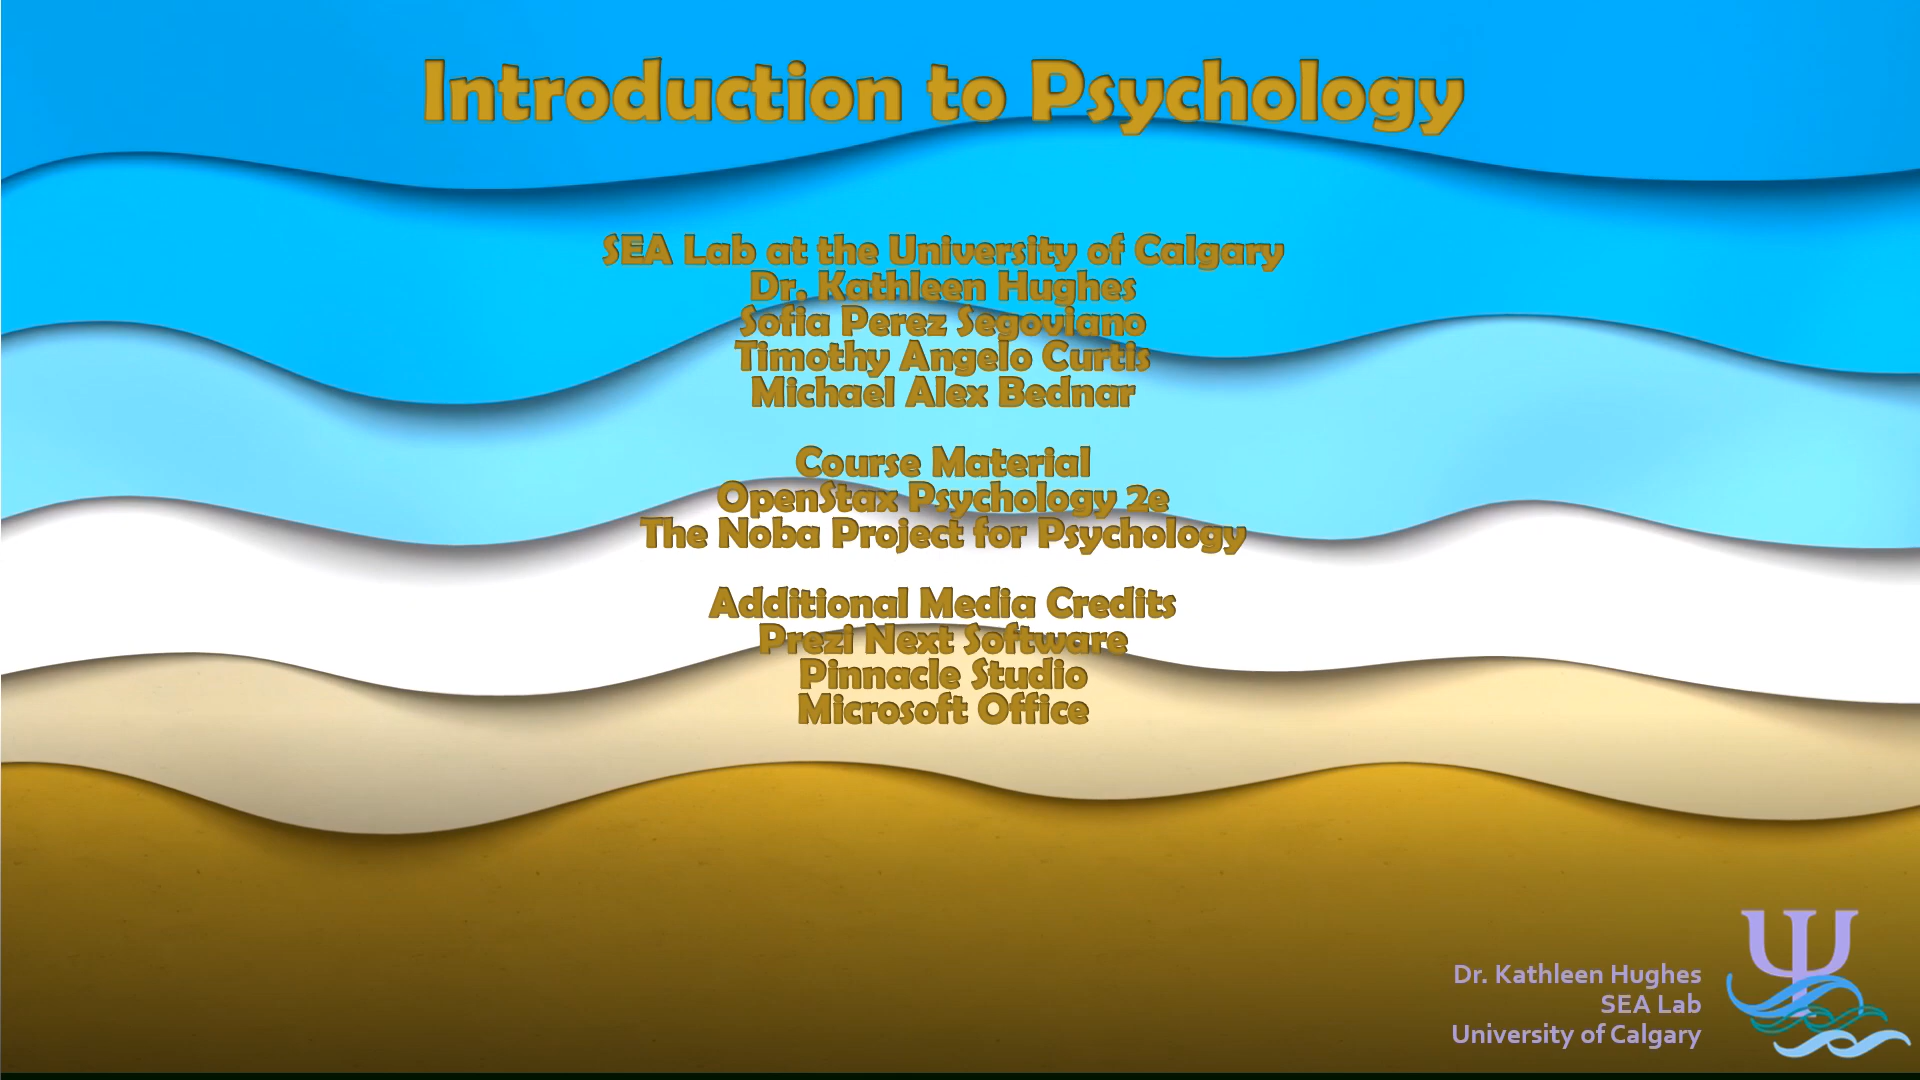 Introduction to Psychology
SEA Lab at the University of Calgary
Dr. Kathleen Hughes
Sofia Perez Segoviano
Timothy Angelo Curtis
Michael Alex Bednar
Course Material
OpenStax Psychology 2e
The Noba Project for Psychology
Additional Media Credits
Prezi Next Software
Pinnacle Studio
Microsoft Office
Dr. Kathleen Hughes
SEA Lab
University of Calgary